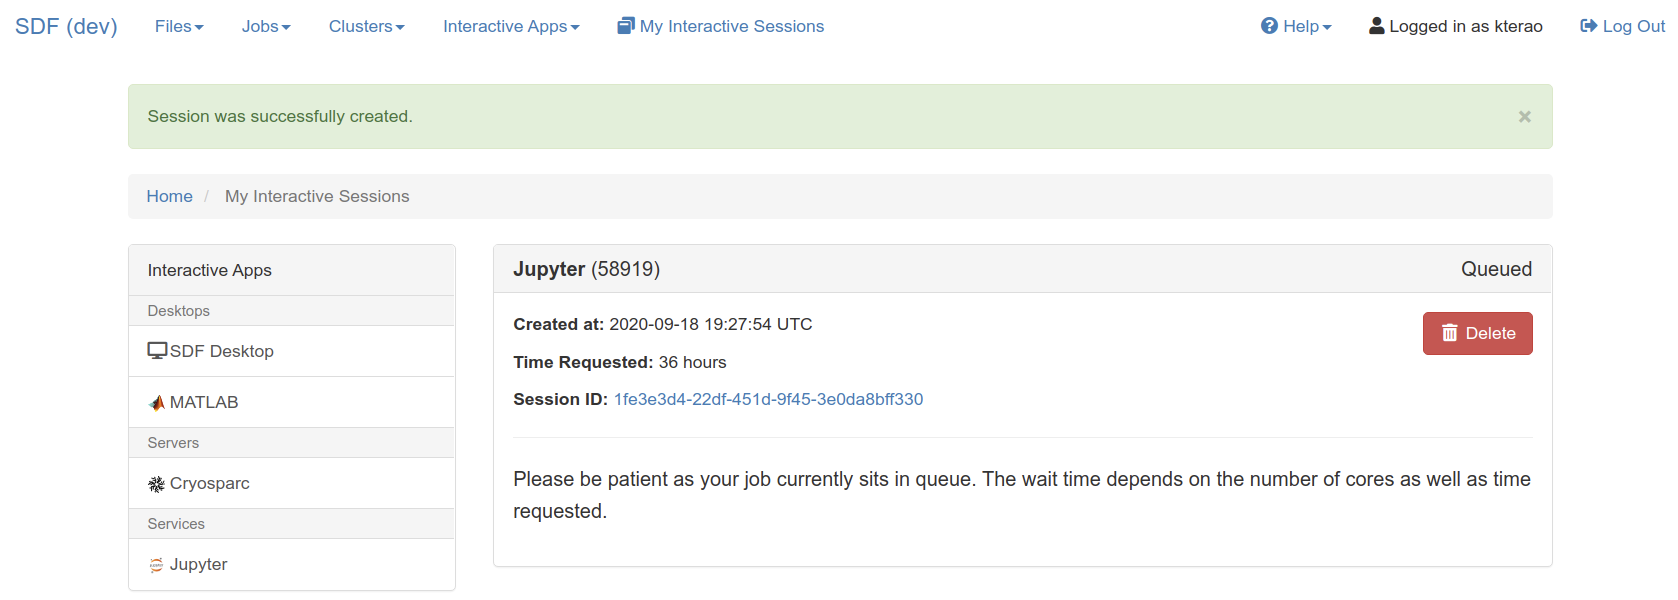 SDF (dev) Files Jobs Clusters Interactive Apps My Interactive Sessions Help Logged in as kterao Log Out
Session was successfully created. ×
Home / My Interactive Sessions
Interactive Apps
Desktops
SDF Desktop
MATLAB
Servers
Cryosparc
Services
Jupyter
Jupyter (58919) Queued
Created at: 2020-09-18 19:27:54 UTC
Delete
Time Requested: 36 hours
Session ID: 1fe3e3d4-22df-451d-9f45-3e0da8bff330
Please be patient as your job currently sits in queue. The wait time depends on the number of cores as well as time
requested.